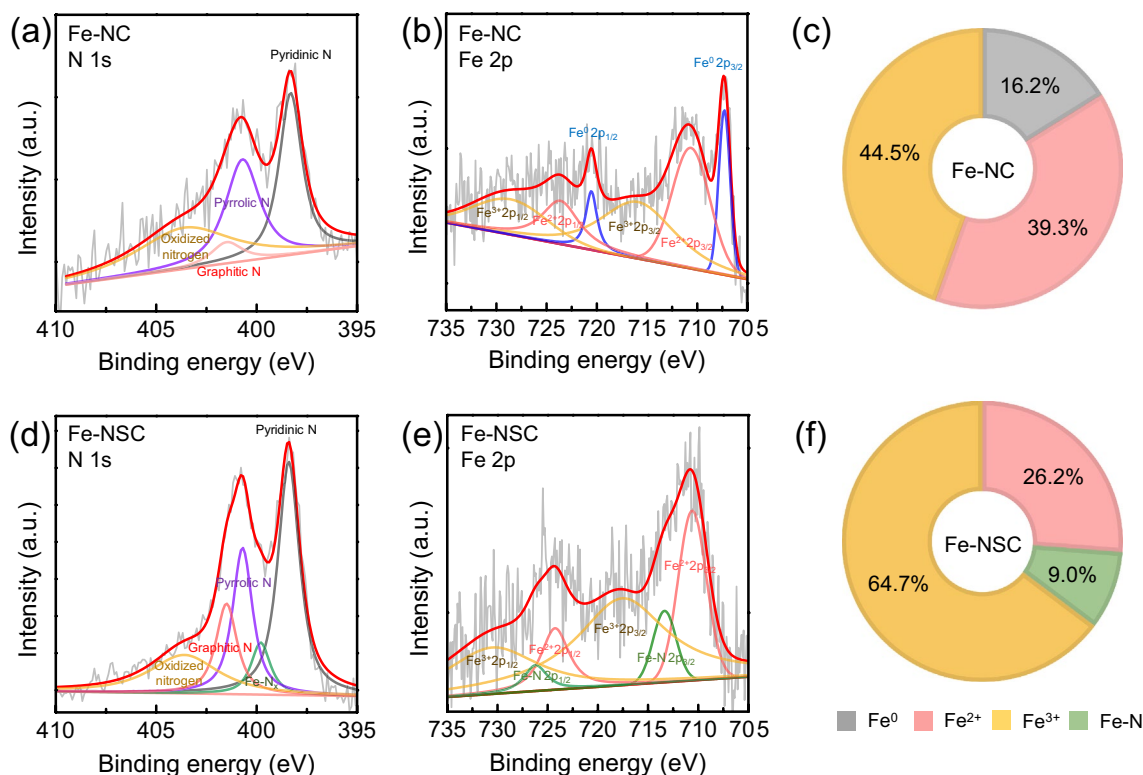 (a)
Fe-NC
N 1s
Pyridinic N
Pyrrolic N
Oxidized
nitrogen
Graphitic N
Intensity (a.u.)
410 405 400 395
Binding energy (eV)
(b)
Fe-NC
Fe 2p
Fe⁰ 2p₃/₂
Fe⁰ 2p₁/₂
Fe³⁺2p₁/₂
Fe²⁺2p₁/₂
Fe³⁺2p₃/₂
Fe²⁺2p₃/₂
Intensity (a.u.)
735 730 725 720 715 710 705
Binding energy (eV)
(c)
16.2%
44.5%
Fe-NC
39.3%
(d)
Fe-NSC
N 1s
Pyridinic N
Pyrrolic N
Graphitic N
Oxidized
nitrogen
Fe-Nₓ
Intensity (a.u.)
410 405 400 395
Binding energy (eV)
(e)
Fe-NSC
Fe 2p
Fe²⁺2p₃/₂
Fe³⁺2p₃/₂
Fe²⁺2p₁/₂
Fe³⁺2p₁/₂
Fe-N 2p₃/₂
Fe-N 2p₁/₂
Intensity (a.u.)
735 730 725 720 715 710 705
Binding energy (eV)
(f)
26.2%
Fe-NSC
9.0%
64.7%
Fe⁰ Fe²⁺ Fe³⁺ Fe-N